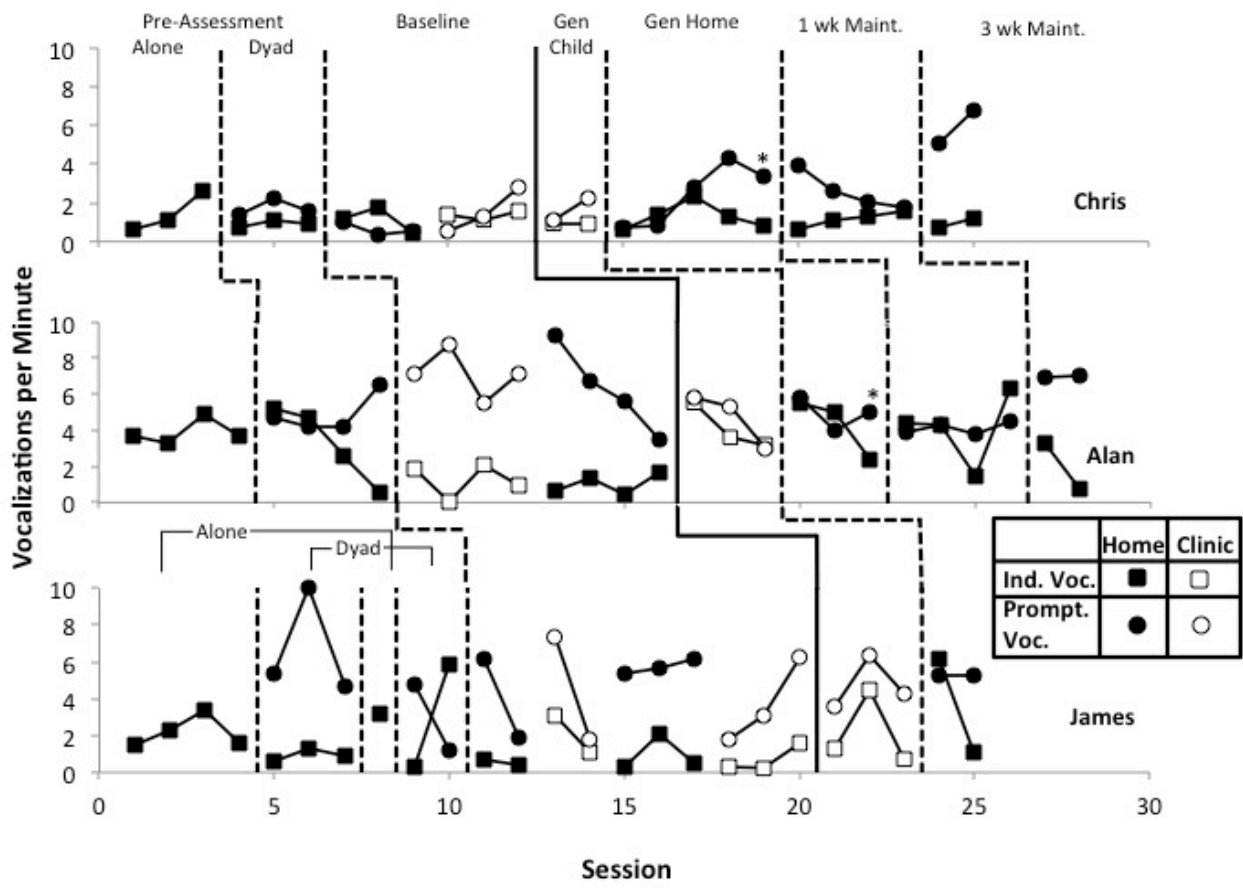 Pre-Assessment Baseline Gen Gen Home 1 wk Maint. 3 wk Maint.
Alone Dyad Child
10
8
6
4
2
0
*
Chris
Vocalizations per Minute
10
8
6
4
2
0
*
Alan
Alone
Dyad
Home Clinic
Ind. Voc.
Prompt.
Voc.
10
8
6
4
2
0
James
0 5 10 15 20 25 30
Session